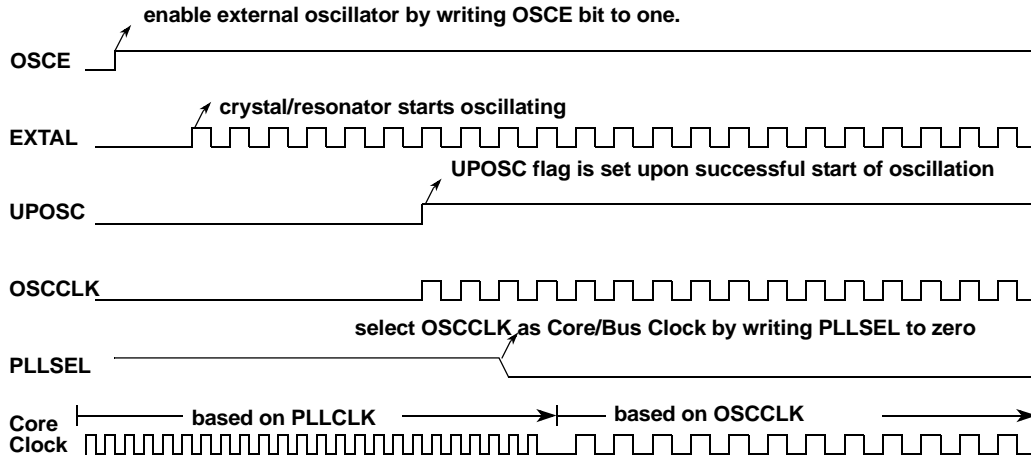 enable external oscillator by writing OSCE bit to one.
OSCE
crystal/resonator starts oscillating
EXTAL
UPOSC flag is set upon successful start of oscillation
UPOSC
OSCCLK
select OSCCLK as Core/Bus Clock by writing PLLSEL to zero
PLLSEL
based on PLLCLK
based on OSCCLK
Core
Clock